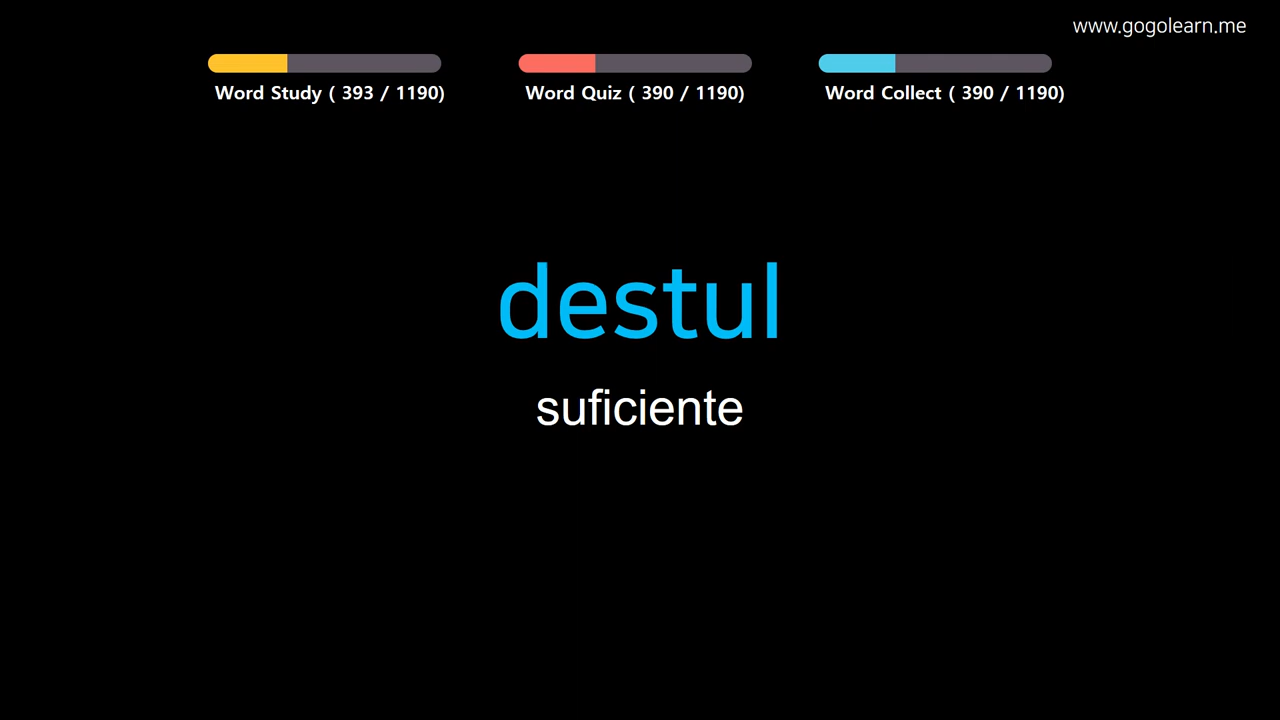 www.gogolearn.me
Word Study ( 393 / 1190)
Word Quiz ( 390 / 1190)
Word Collect ( 390 / 1190)
destul
suficiente